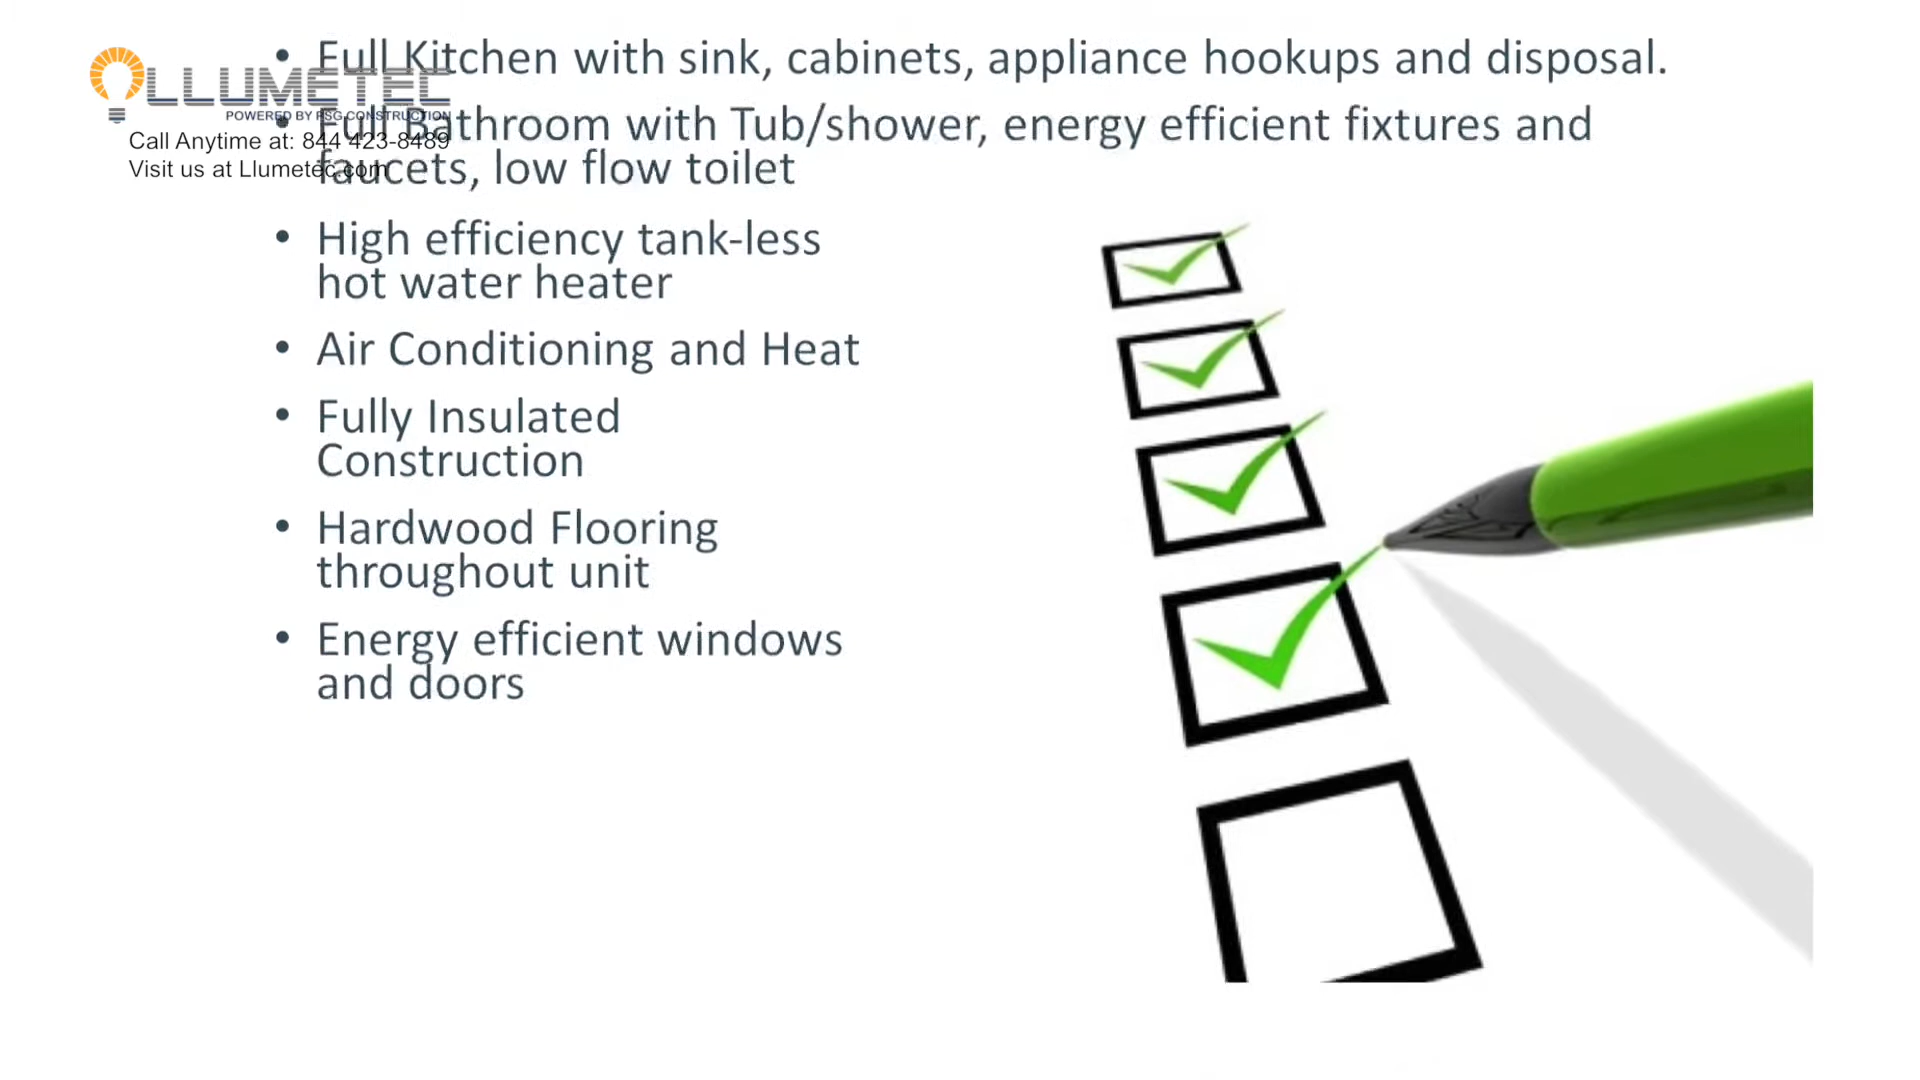 • Full Kitchen with sink, cabinets, appliance hookups and disposal.
LLUMETEC
POWERED BY PSG CONSTRUCTION
• Full Bathroom with Tub/shower, energy efficient fixtures and
Call Anytime at: 844 423-8489
faucets, low flow toilet
Visit us at Llumetec.com
• High efficiency tank-less
hot water heater
• Air Conditioning and Heat
• Fully Insulated
Construction
• Hardwood Flooring
throughout unit
• Energy efficient windows
and doors